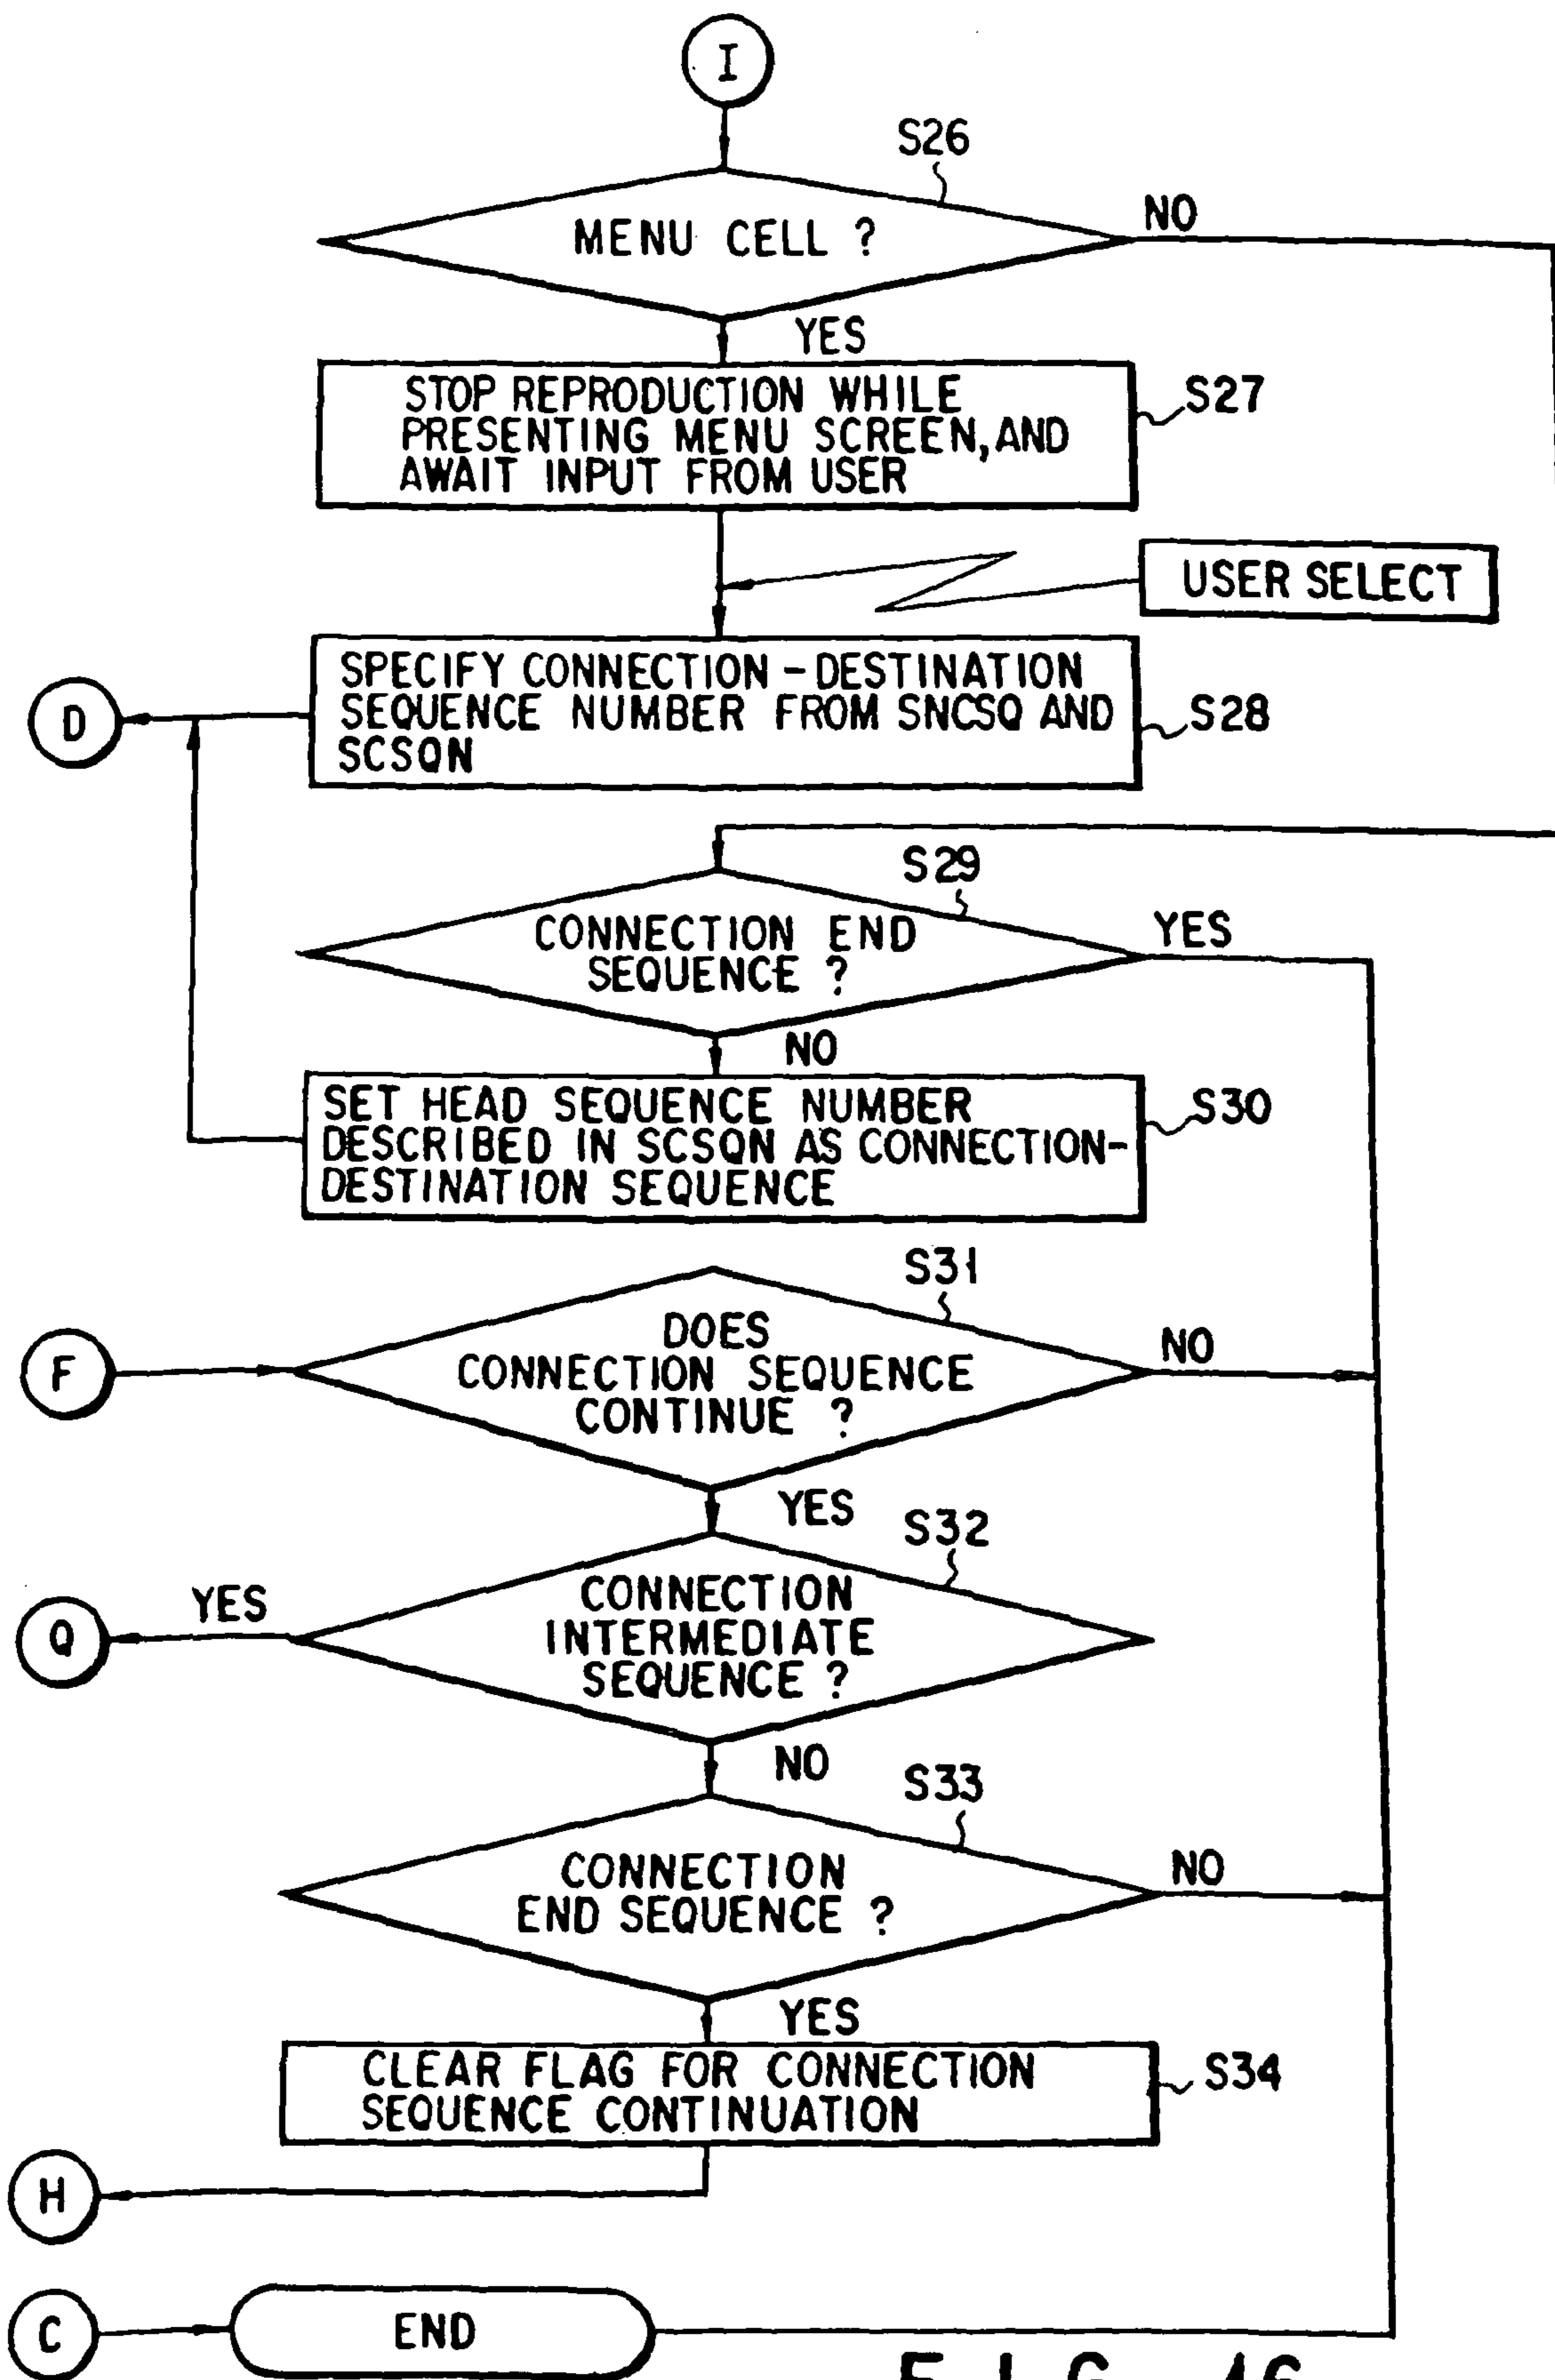 I
S26
MENU CELL ?
NO
YES
STOP REPRODUCTION WHILE
PRESENTING MENU SCREEN, AND
AWAIT INPUT FROM USER
S27
USER SELECT
SPECIFY CONNECTION - DESTINATION
SEQUENCE NUMBER FROM SNCSQ AND
SCSQN
S28
D
S29
CONNECTION END
SEQUENCE ?
YES
NO
SET HEAD SEQUENCE NUMBER
DESCRIBED IN SCSQN AS CONNECTION-
DESTINATION SEQUENCE
S30
S31
F
DOES
CONNECTION SEQUENCE
CONTINUE ?
NO
YES
S32
YES
Q
CONNECTION
INTERMEDIATE
SEQUENCE ?
NO
S33
CONNECTION
END SEQUENCE ?
NO
YES
CLEAR FLAG FOR CONNECTION
SEQUENCE CONTINUATION
S34
H
C
END
FIG. 46